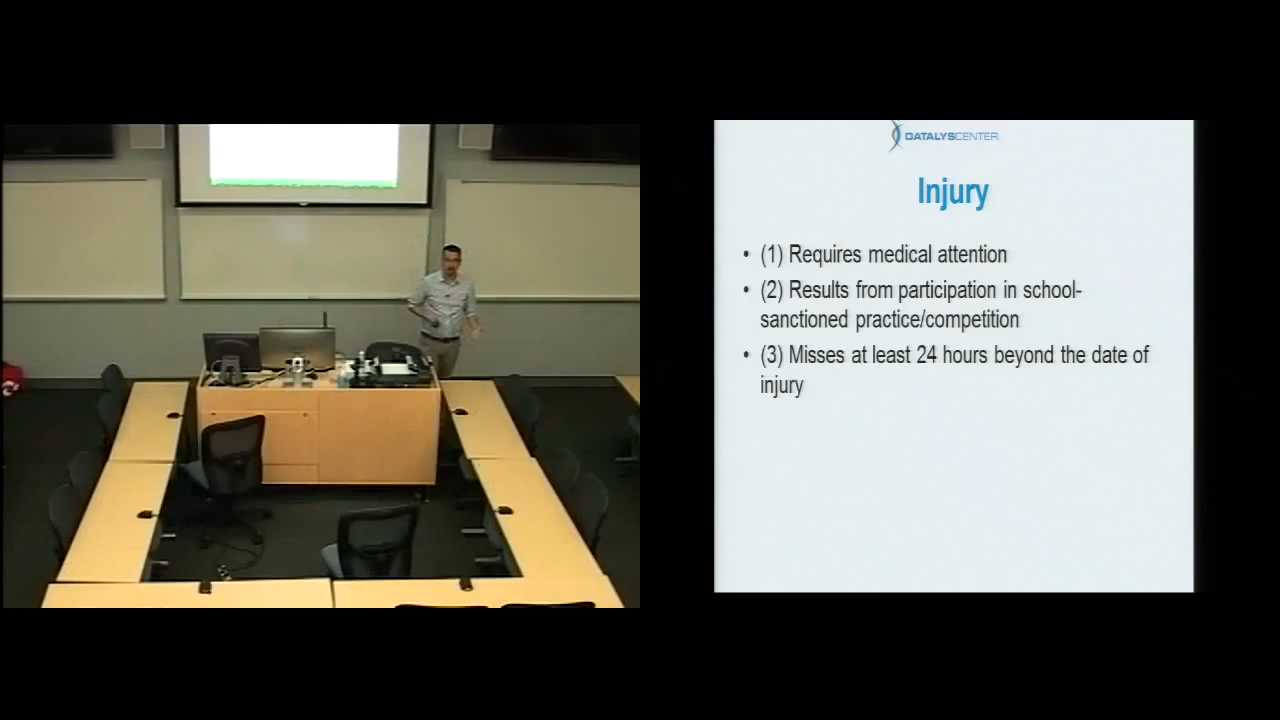 DATALYSCENTER
Injury
• (1) Requires medical attention
• (2) Results from participation in school-
sanctioned practice/competition
• (3) Misses at least 24 hours beyond the date of
injury